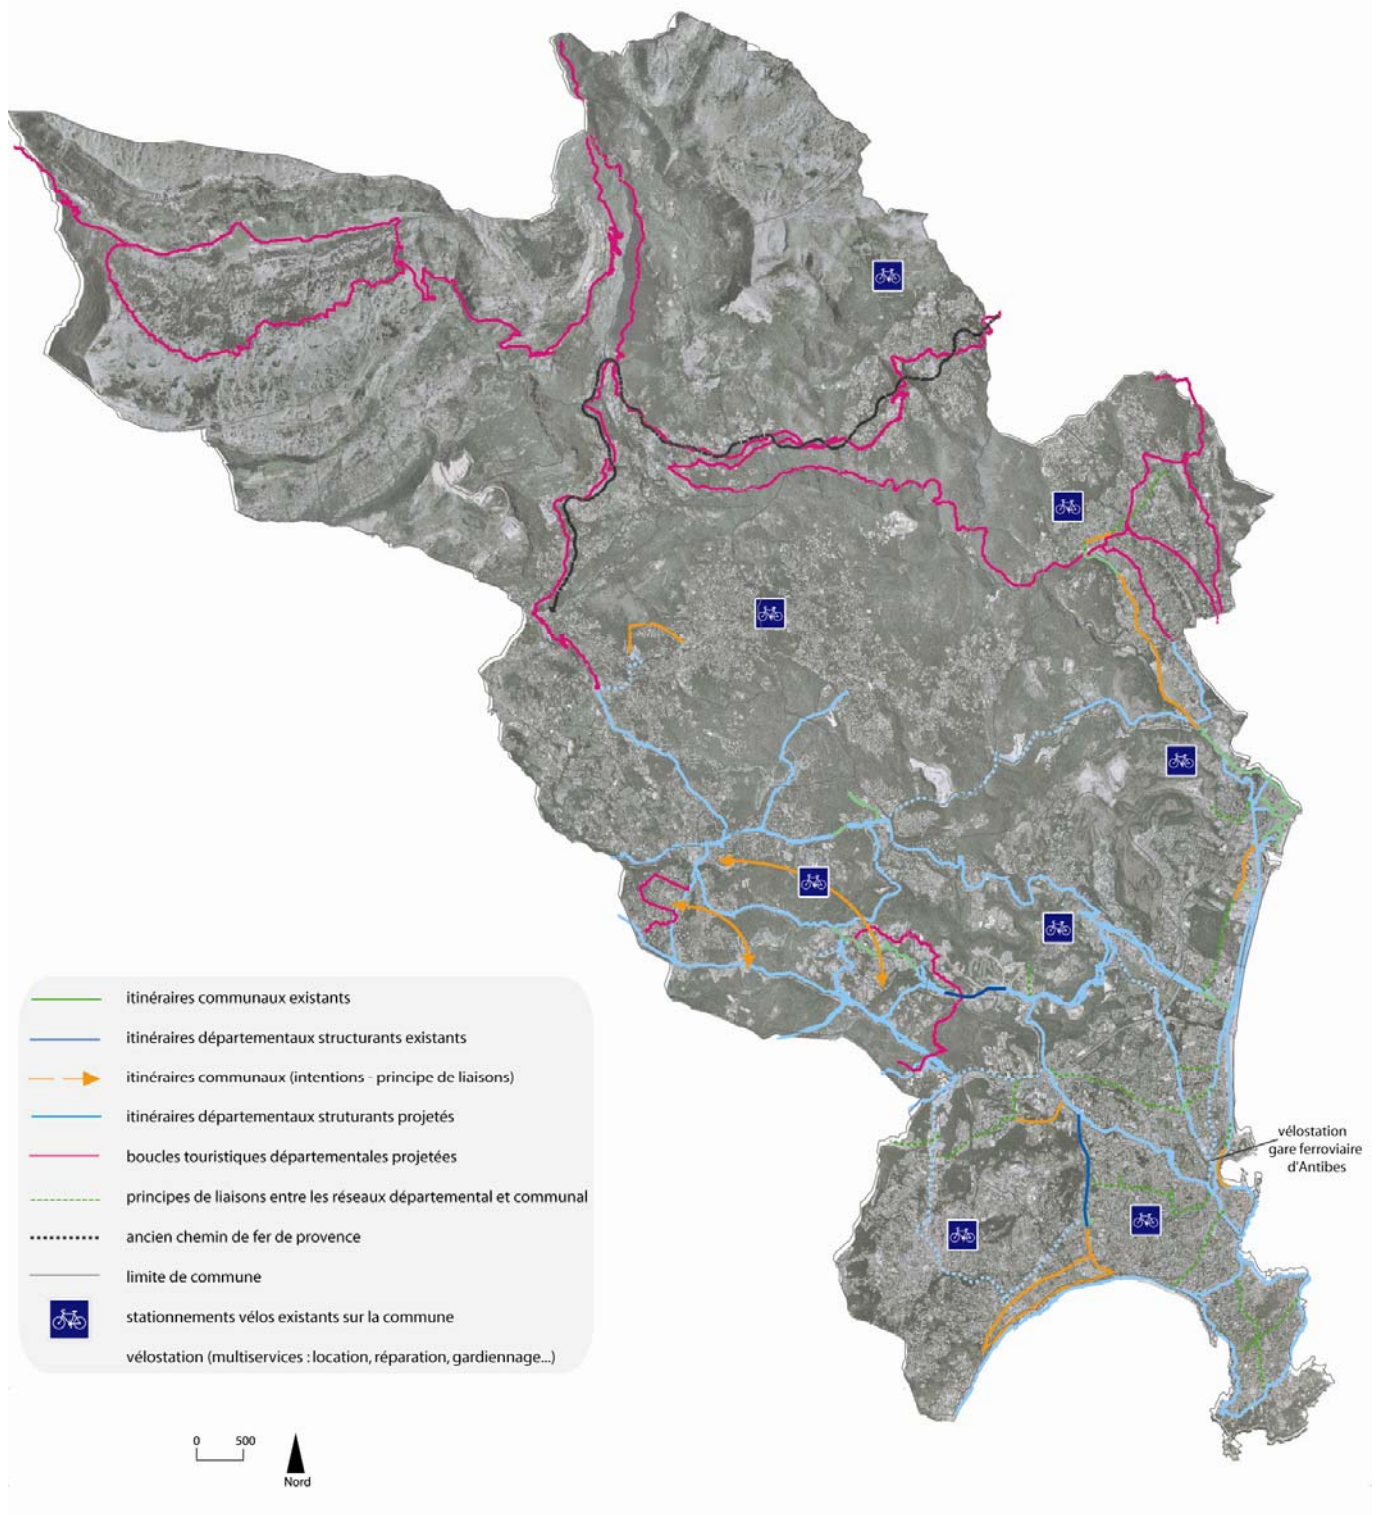 itinéraires communaux existants
itinéraires départementaux structurants existants
itinéraires communaux (intentions - principe de liaisons)
itinéraires départementaux struturants projetés
boucles touristiques départementales projetées
principes de liaisons entre les réseaux départemental et communal
ancien chemin de fer de provence
limite de commune
stationnements vélos existants sur la commune
vélostation (multiservices : location, réparation, gardiennage...)
vélostation
gare ferroviaire
d'Antibes
0 500
Nord